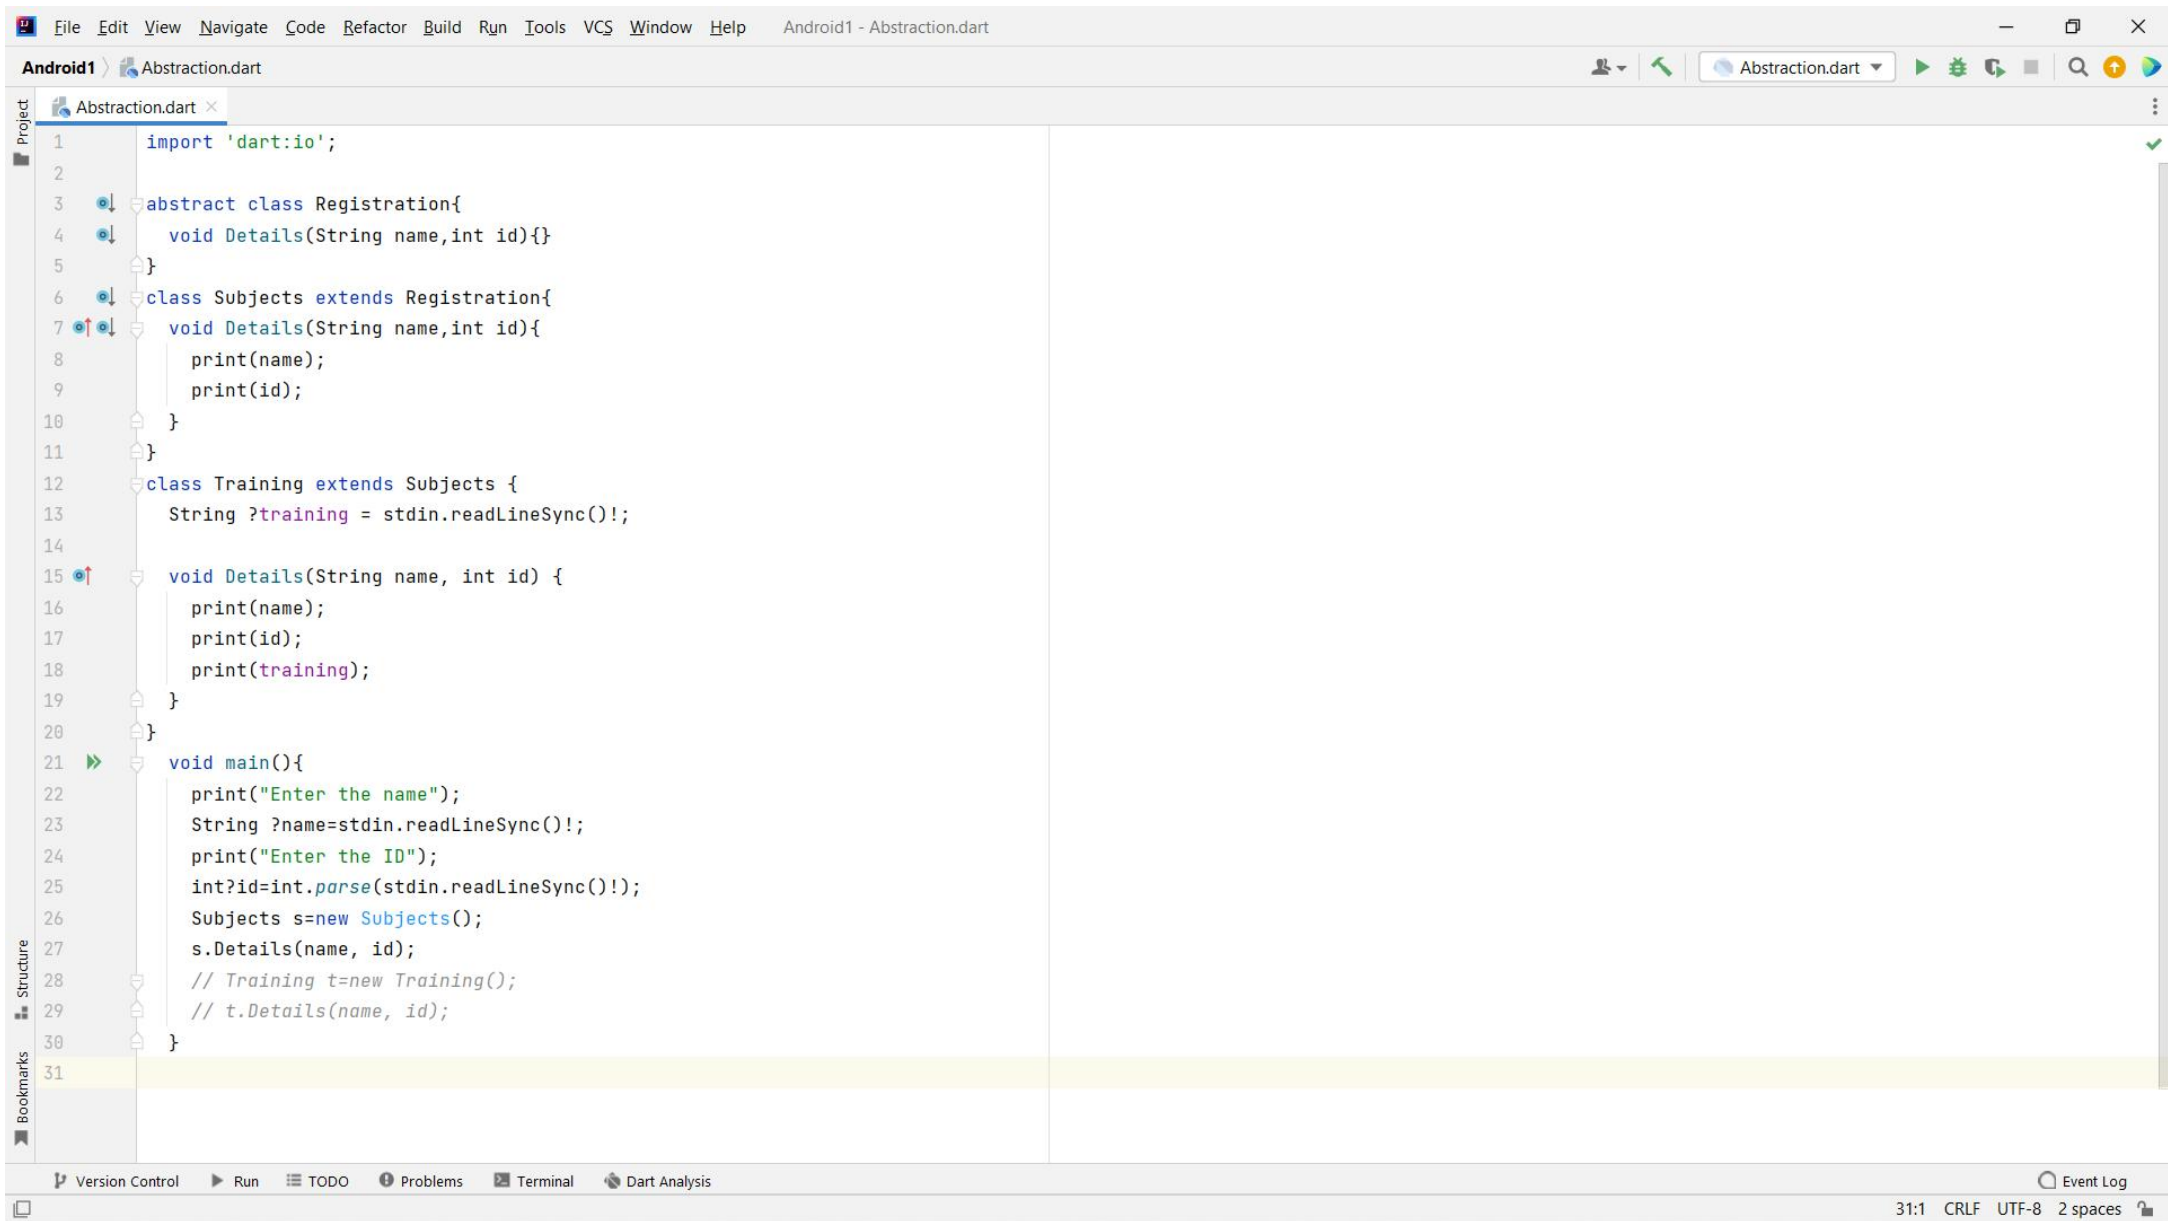 File Edit View Navigate Code Refactor Build Run Tools VCS Window Help Android1 - Abstraction.dart
Android1 Abstraction.dart Abstraction.dart
Project
Abstraction.dart
1 import 'dart:io';
2
3 abstract class Registration{
4 void Details(String name,int id){}
5 }
6 class Subjects extends Registration{
7 void Details(String name,int id){
8 print(name);
9 print(id);
10 }
11 }
12 class Training extends Subjects {
13 String ?training = stdin.readLineSync()!;
14
15 void Details(String name, int id) {
16 print(name);
17 print(id);
18 print(training);
19 }
20 }
21 void main(){
22 print("Enter the name");
23 String ?name=stdin.readLineSync()!;
24 print("Enter the ID");
25 int?id=int.parse(stdin.readLineSync()!);
26 Subjects s=new Subjects();
27 s.Details(name, id);
28 // Training t=new Training();
29 // t.Details(name, id);
30 }
31
Structure
Bookmarks
Version Control Run TODO Problems Terminal Dart Analysis Event Log
31:1 CRLF UTF-8 2 spaces